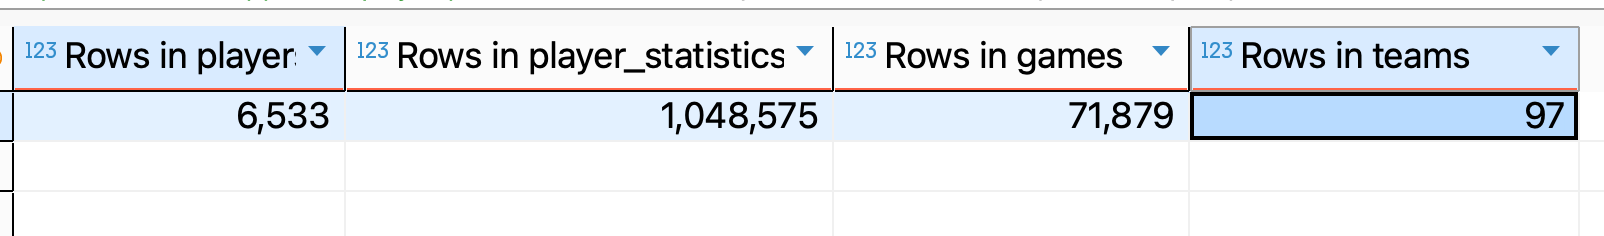 123 Rows in player 123 Rows in player_statistics 123 Rows in games 123 Rows in teams
6,533 1,048,575 71,879 97